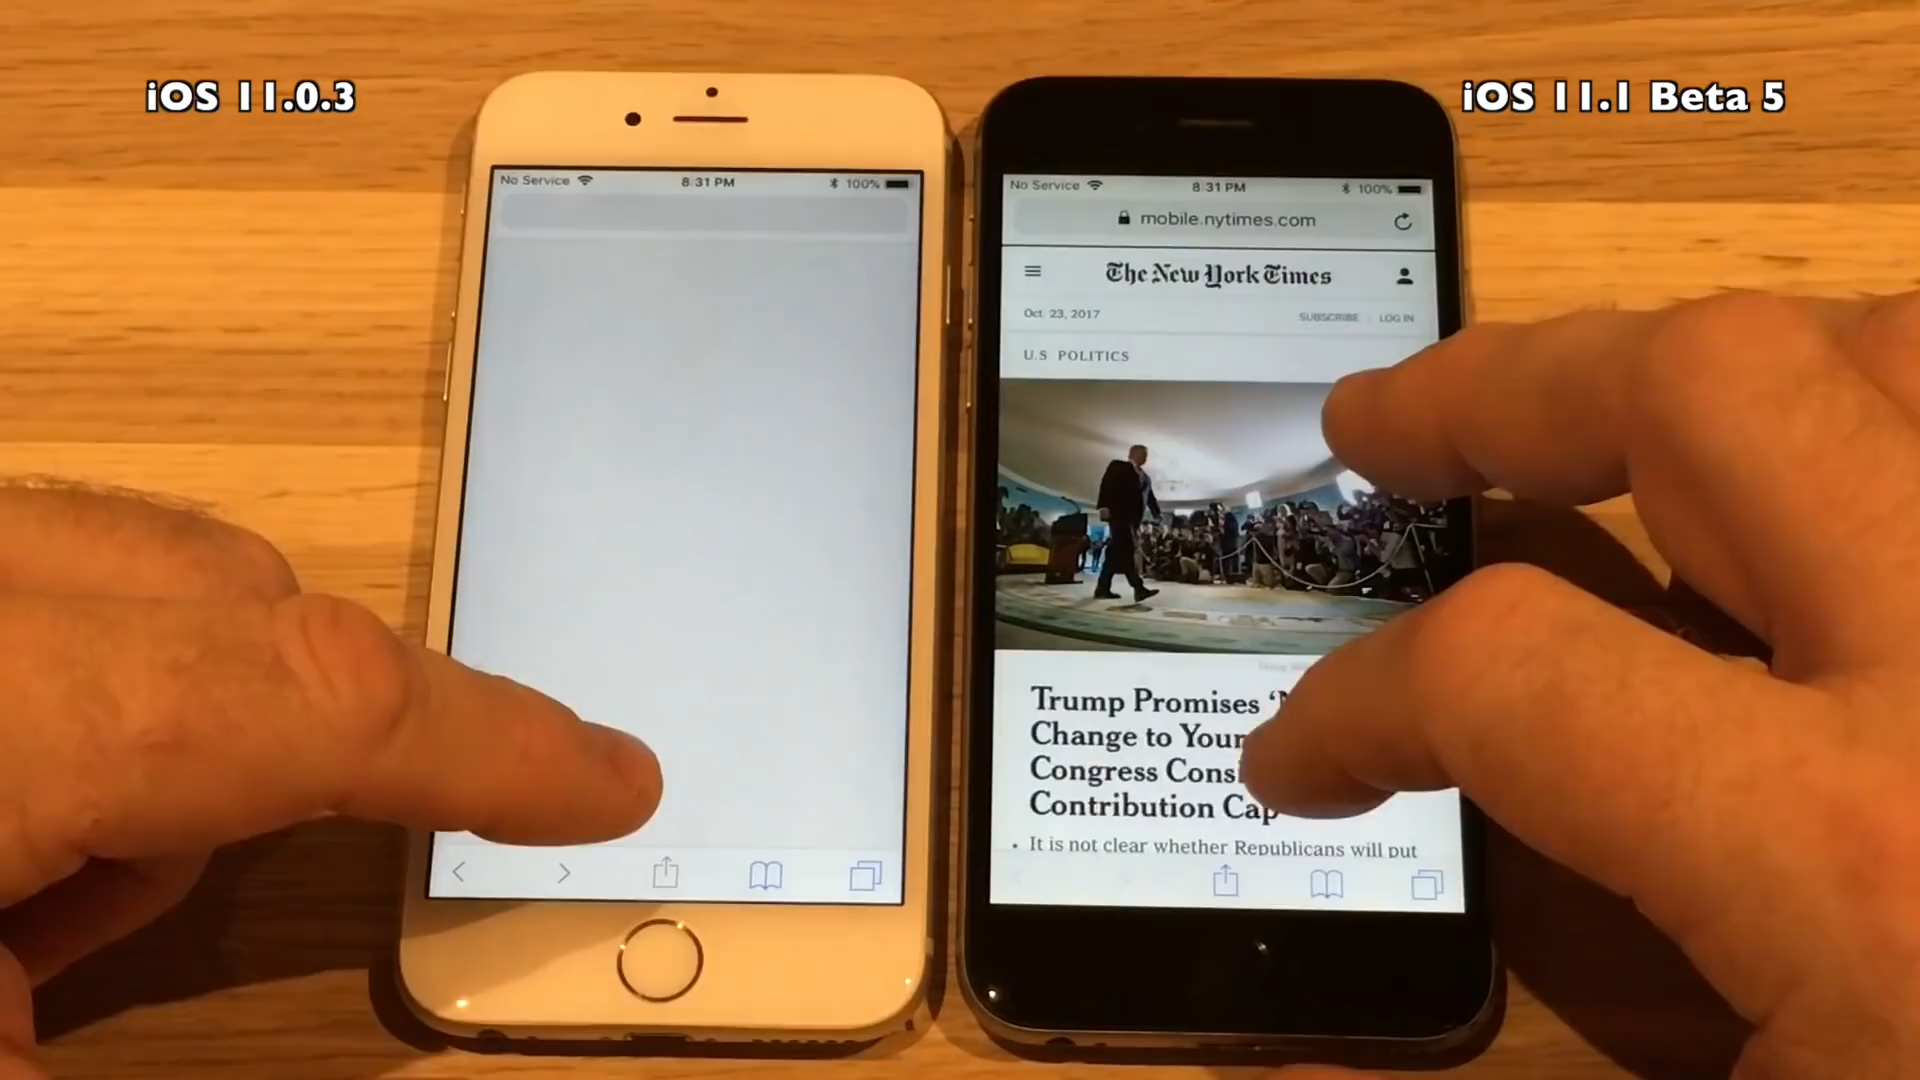 iOS 11.0.3
iOS 11.1 Beta 5
No Service
8:31 PM
100%
No Service
8:31 PM
100%
mobile.nytimes.com
The New York Times
Oct. 23, 2017
SUBSCRIBE
LOG IN
U.S. POLITICS
Trump Promises
Change to Your
Congress
Contribution Cap
• It is not clear whether Republicans will put